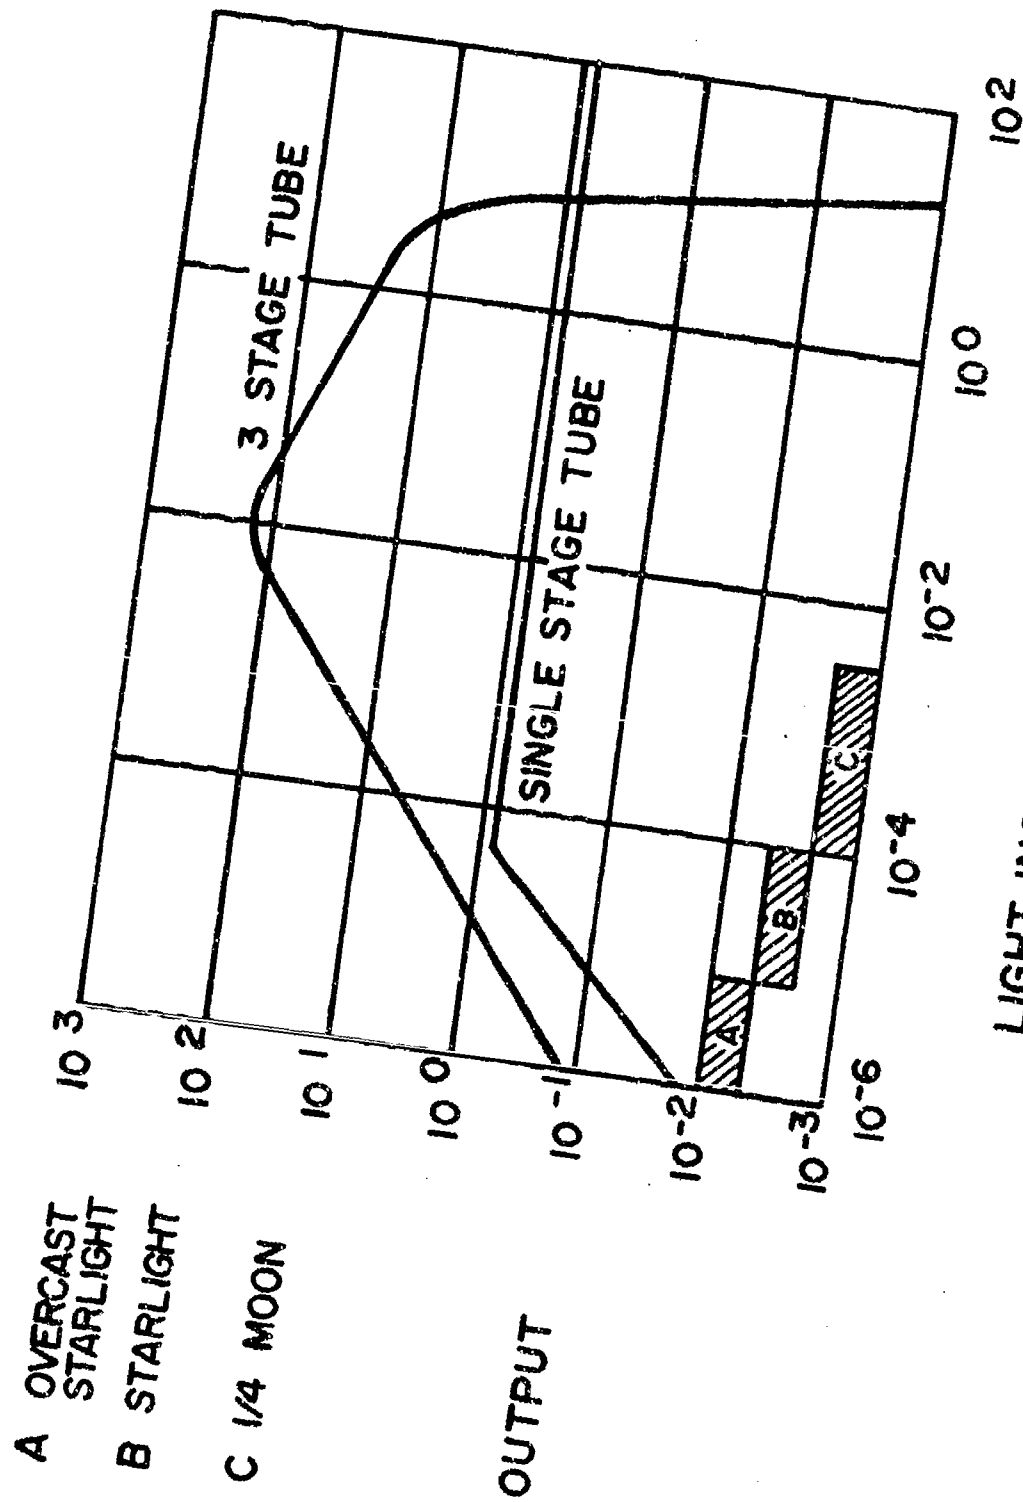 A OVERCAST
STARLIGHT
B STARLIGHT
C 1/4 MOON
OUTPUT
10 3
10 2
10 1
10 0
10 -1
10 -2
10 -3
3 STAGE TUBE
SINGLE STAGE TUBE
A
B
C
10 -6
10 -4
10 -2
10 0
10 2
LIGHT